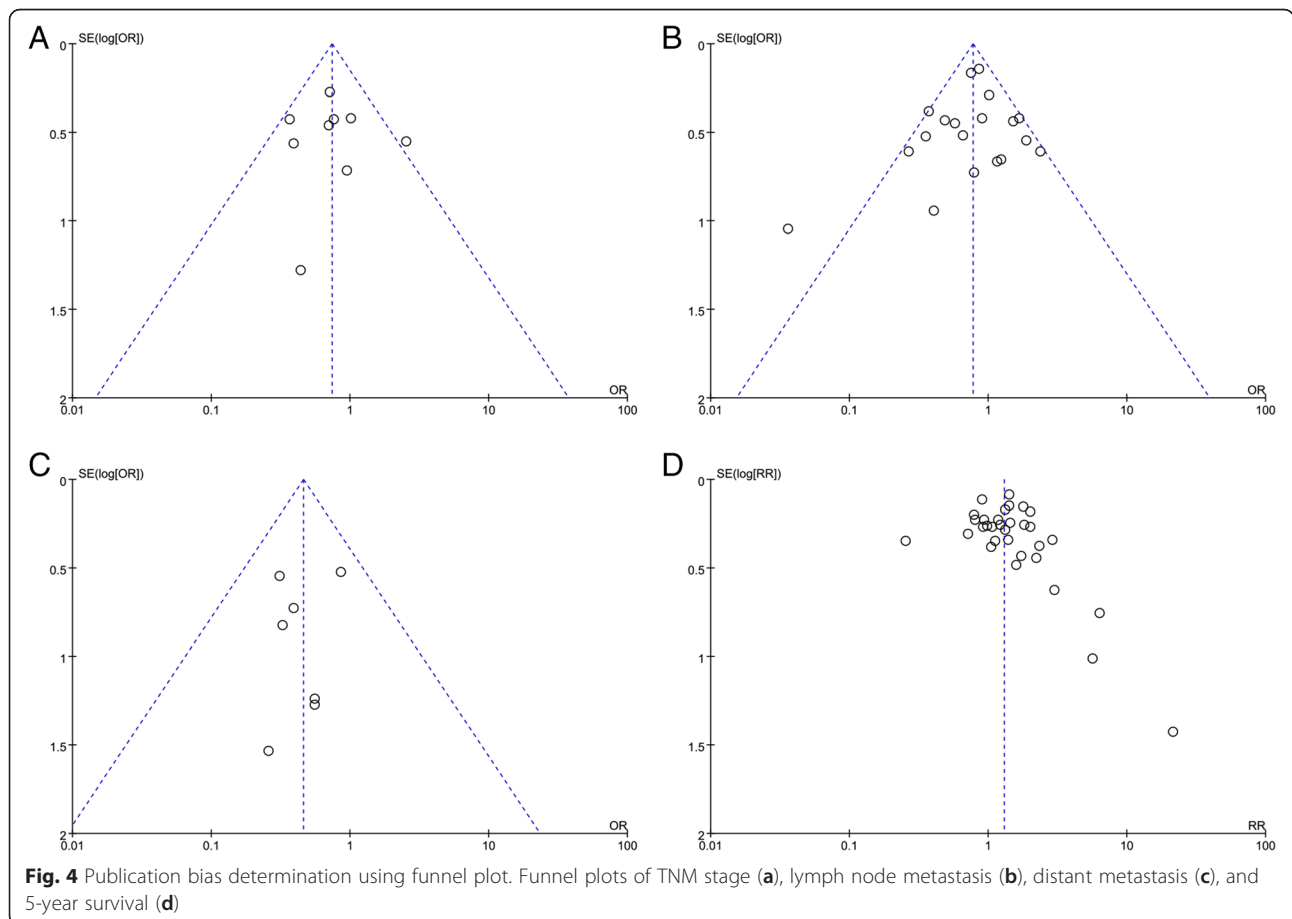 A
SE(log[OR])
0
0.5
1
1.5
2
0.01
0.1
1
10
100
OR
B
SE(log[OR])
0
0.5
1
1.5
2
0.01
0.1
1
10
100
OR
C
SE(log[OR])
0
0.5
1
1.5
2
0.01
0.1
1
10
100
OR
D
SE(log[RR])
0
0.5
1
1.5
2
0.01
0.1
1
10
100
RR
Fig. 4 Publication bias determination using funnel plot. Funnel plots of TNM stage (a), lymph node metastasis (b), distant metastasis (c), and
5-year survival (d)